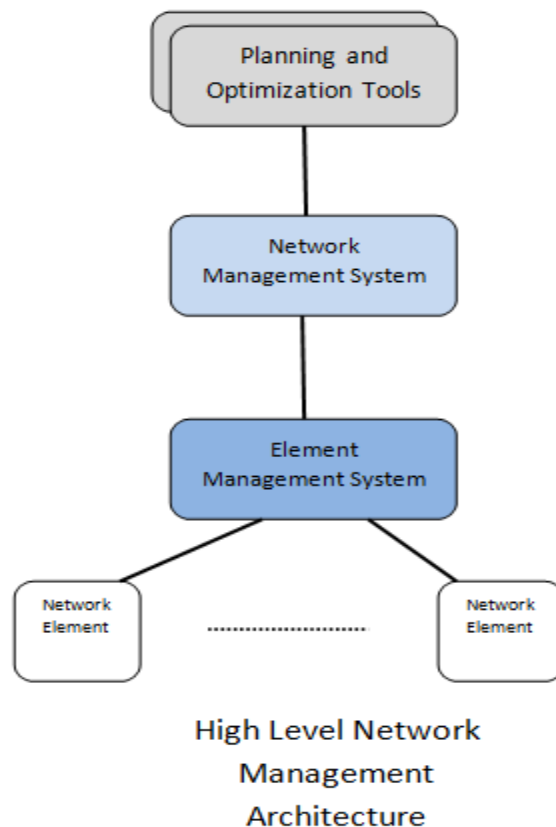 Planning and
Optimization Tools
Network
Management System
Element
Management System
Network
Element
Network
Element
High Level Network
Management
Architecture